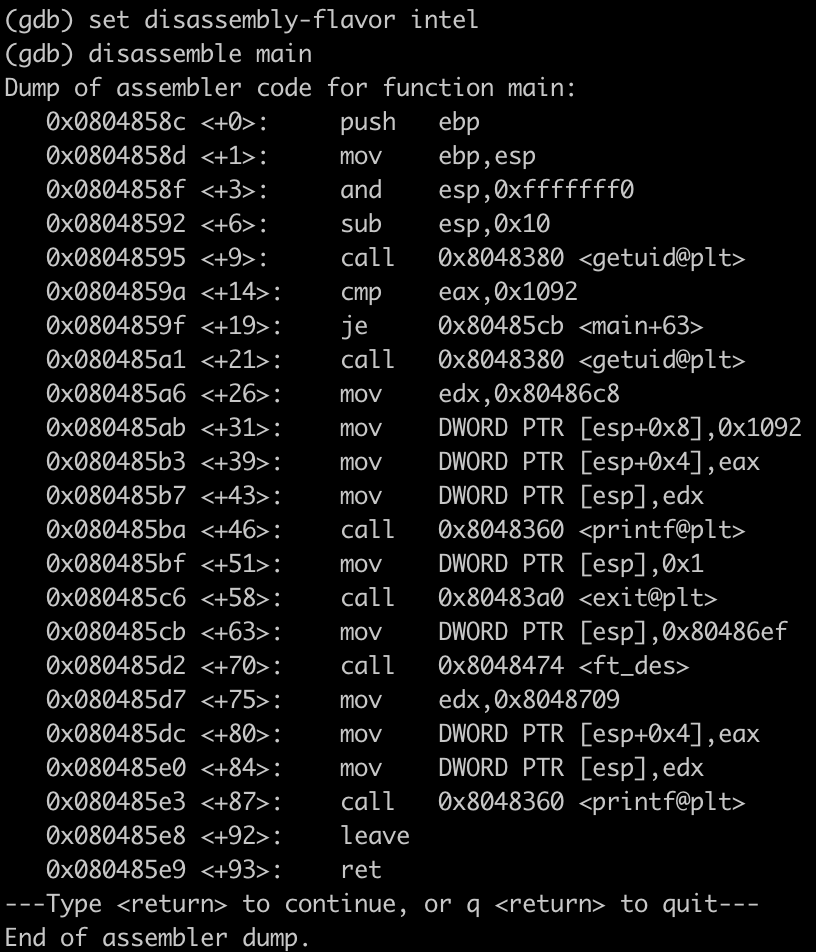 (gdb) set disassembly-flavor intel
(gdb) disassemble main
Dump of assembler code for function main:
   0x0804858c <+0>:     push   ebp
   0x0804858d <+1>:     mov    ebp,esp
   0x0804858f <+3>:     and    esp,0xfffffff0
   0x08048592 <+6>:     sub    esp,0x10
   0x08048595 <+9>:     call   0x8048380 <getuid@plt>
   0x0804859a <+14>:    cmp    eax,0x1092
   0x0804859f <+19>:    je     0x80485cb <main+63>
   0x080485a1 <+21>:    call   0x8048380 <getuid@plt>
   0x080485a6 <+26>:    mov    edx,0x80486c8
   0x080485ab <+31>:    mov    DWORD PTR [esp+0x8],0x1092
   0x080485b3 <+39>:    mov    DWORD PTR [esp+0x4],eax
   0x080485b7 <+43>:    mov    DWORD PTR [esp],edx
   0x080485ba <+46>:    call   0x8048360 <printf@plt>
   0x080485bf <+51>:    mov    DWORD PTR [esp],0x1
   0x080485c6 <+58>:    call   0x80483a0 <exit@plt>
   0x080485cb <+63>:    mov    DWORD PTR [esp],0x80486ef
   0x080485d2 <+70>:    call   0x8048474 <ft_des>
   0x080485d7 <+75>:    mov    edx,0x8048709
   0x080485dc <+80>:    mov    DWORD PTR [esp+0x4],eax
   0x080485e0 <+84>:    mov    DWORD PTR [esp],edx
   0x080485e3 <+87>:    call   0x8048360 <printf@plt>
   0x080485e8 <+92>:    leave
   0x080485e9 <+93>:    ret
---Type <return> to continue, or q <return> to quit---
End of assembler dump.